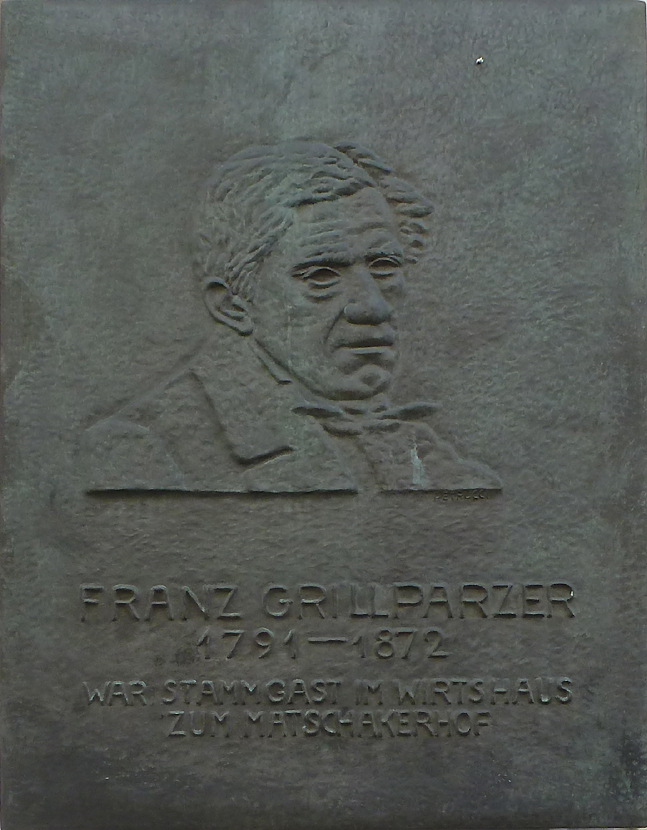 FRANZ GRILLPARZER
1791–1872
WAR STAMMGAST IM WIRTSHAUS
ZUM MATSCHAKERHOF